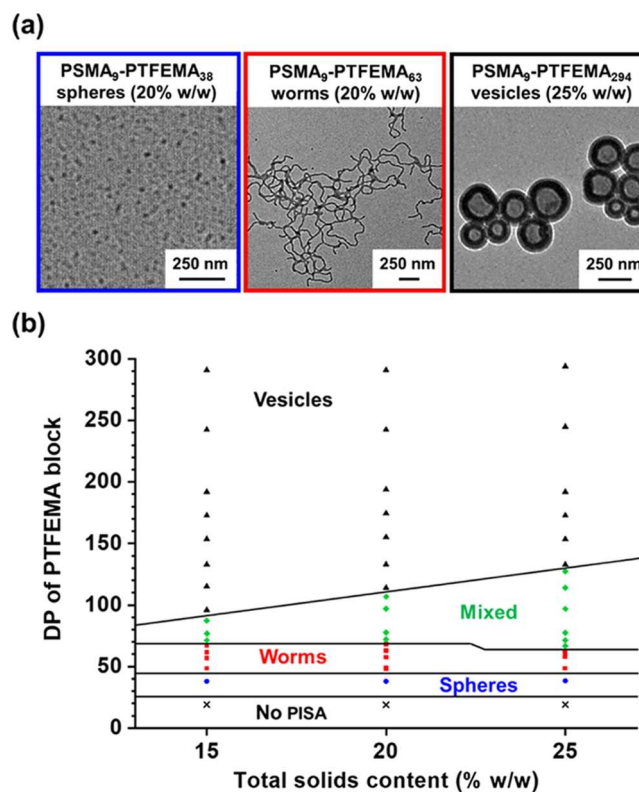 (a)
PSMA₉-PTFEMA₃₈
spheres (20% w/w)
PSMA₉-PTFEMA₆₃
worms (20% w/w)
PSMA₉-PTFEMA₂₉₄
vesicles (25% w/w)
250 nm
250 nm
250 nm
(b)
DP of PTFEMA block
300
250
200
150
100
50
0
Vesicles
Mixed
Worms
Spheres
No PISA
15
20
25
Total solids content (% w/w)